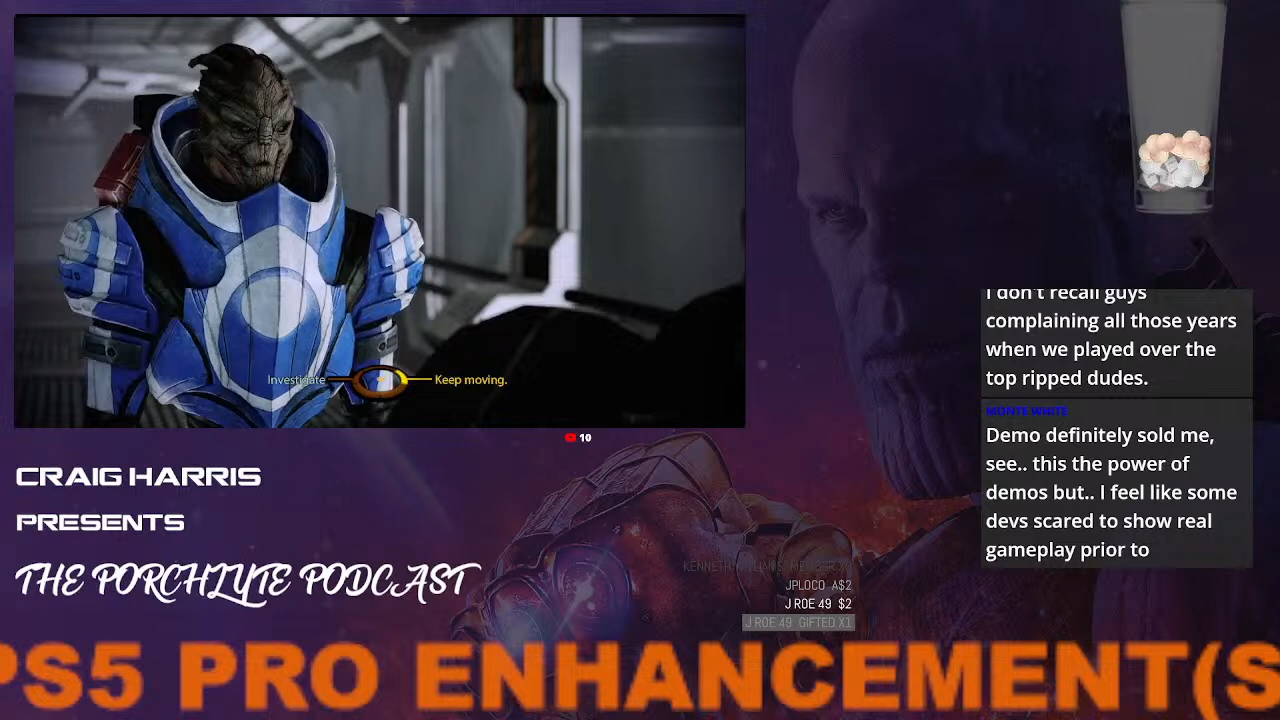 Investigate
Keep moving.
10
CRAIG HARRIS
PRESENTS
THE PORCHLYTE PODCAST
I don't recall guys
complaining all those years
when we played over the
top ripped dudes.
MONTE WHITE
Demo definitely sold me,
see.. this the power of
demos but.. I feel like some
devs scared to show real
gameplay prior to
JPLOCO A$2
J ROE 49 $2
J ROE 49 GIFTED X1
PS5 PRO ENHANCEMENT(S